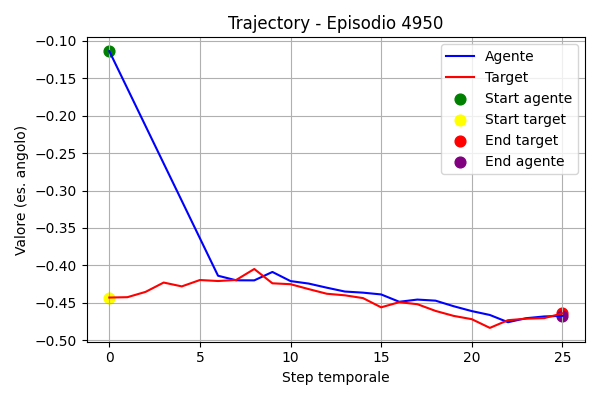 Trajectory - Episodio 4950
−0.10
−0.15
−0.20
−0.25
−0.30
−0.35
−0.40
−0.45
−0.50
Valore (es. angolo)
Agente
Target
Start agente
Start target
End target
End agente
0 5 10 15 20 25
Step temporale